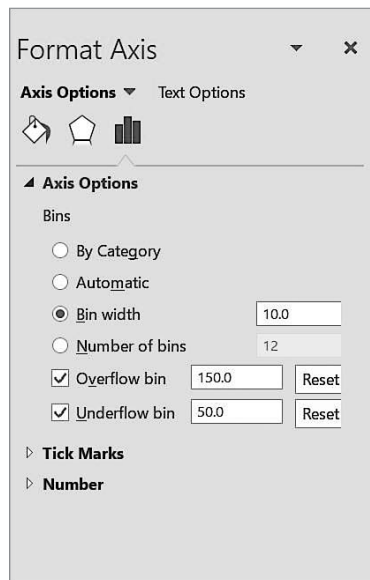 Format Axis
Axis Options Text Options
Axis Options
Bins
By Category
Automatic
Bin width 10.0
Number of bins 12
Overflow bin 150.0 Reset
Underflow bin 50.0 Reset
Tick Marks
Number